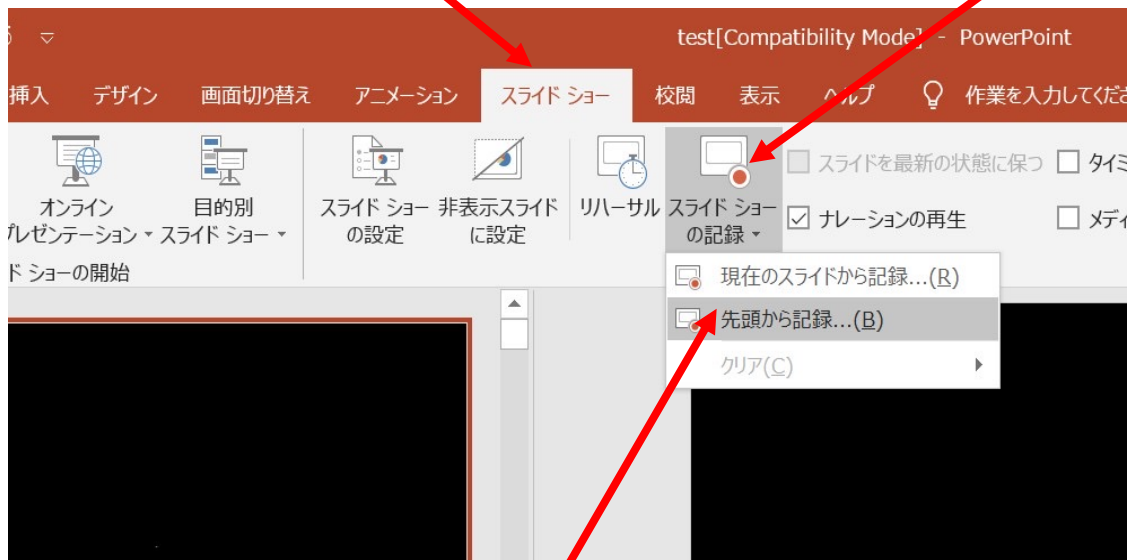 test[Compatibility Mode] - PowerPoint
挿入 デザイン 画面切り替え アニメーション スライド ショー 校閲 表示 ヘルプ 作業を入力してくださ
オンライン
プレゼンテーション
目的別
スライド ショー
スライド ショー
の設定
非表示スライド
に設定
リハーサル
スライド ショー
の記録
スライドを最新の状態に保つ
ナレーションの再生
タイミ
メディ
ド ショーの開始
現在のスライドから記録...(R)
先頭から記録...(B)
クリア(C)